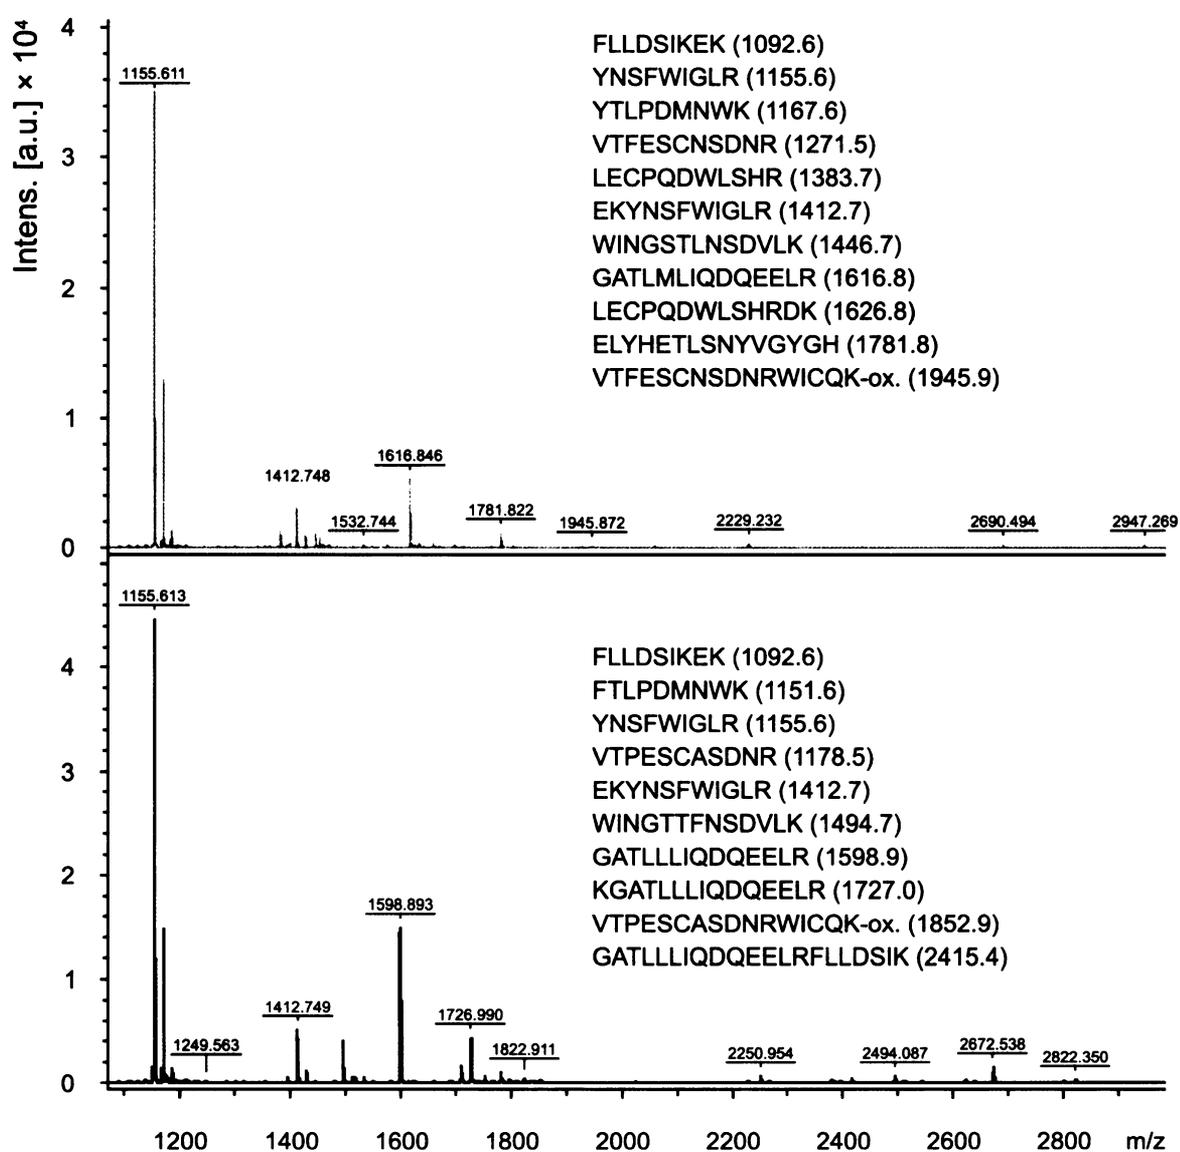 Intens. [a.u.] × 10⁴
4
3
2
1
0
1155.611
1412.748
1532.744
1616.846
1781.822
1945.872
2229.232
2690.494
2947.269
FLLDSIKEK (1092.6)
YNSFWIGLR (1155.6)
YTLPDMNWK (1167.6)
VTFESCNSDNR (1271.5)
LECPQDWLSHR (1383.7)
EKYNSFWIGLR (1412.7)
WINGSTLNSDVLK (1446.7)
GATLMLIQDQEELR (1616.8)
LECPQDWLSHRDK (1626.8)
ELYHETLSNYVGYGH (1781.8)
VTFESCNSDNRWICQK-ox. (1945.9)
4
3
2
1
0
1155.613
1249.563
1412.749
1598.893
1726.990
1822.911
2250.954
2494.087
2672.538
2822.350
FLLDSIKEK (1092.6)
FTLPDMNWK (1151.6)
YNSFWIGLR (1155.6)
VTPESCASDNR (1178.5)
EKYNSFWIGLR (1412.7)
WINGTTFNSDVLK (1494.7)
GATLLLIQDQEELR (1598.9)
KGATLLLIQDQEELR (1727.0)
VTPESCASDNRWICQK-ox. (1852.9)
GATLLLIQDQEELRFLLDSIK (2415.4)
1200 1400 1600 1800 2000 2200 2400 2600 2800 m/z